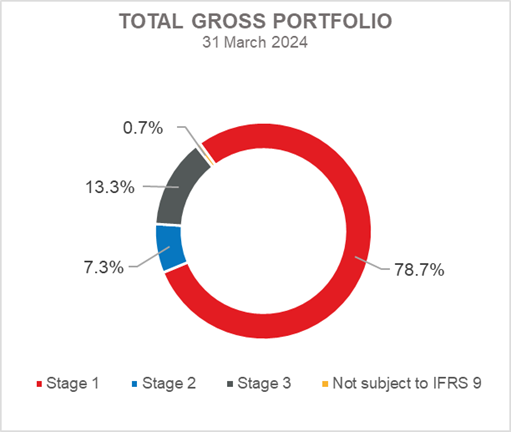 TOTAL GROSS PORTFOLIO
31 March 2024
0.7%
13.3%
7.3%
78.7%
Stage 1 Stage 2 Stage 3 Not subject to IFRS 9